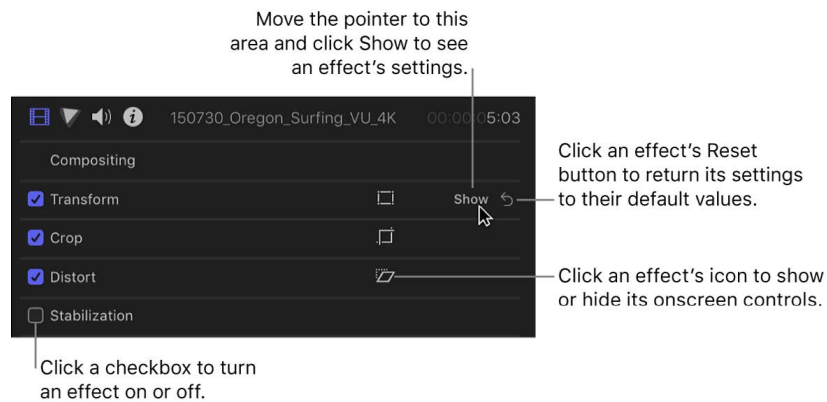 Move the pointer to this
area and click Show to see
an effect's settings.
150730_Oregon_Surfing_VU_4K 00:00:05:03
Compositing
Transform Show
Crop
Distort
Stabilization
Click an effect's Reset
button to return its settings
to their default values.
Click an effect's icon to show
or hide its onscreen controls.
Click a checkbox to turn
an effect on or off.